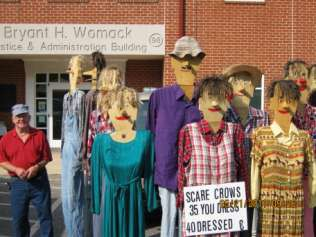 Bryant H. Womack
stice & Administration Building
SCARE CROWS
35 YOU DRESS
40 DRESSED &